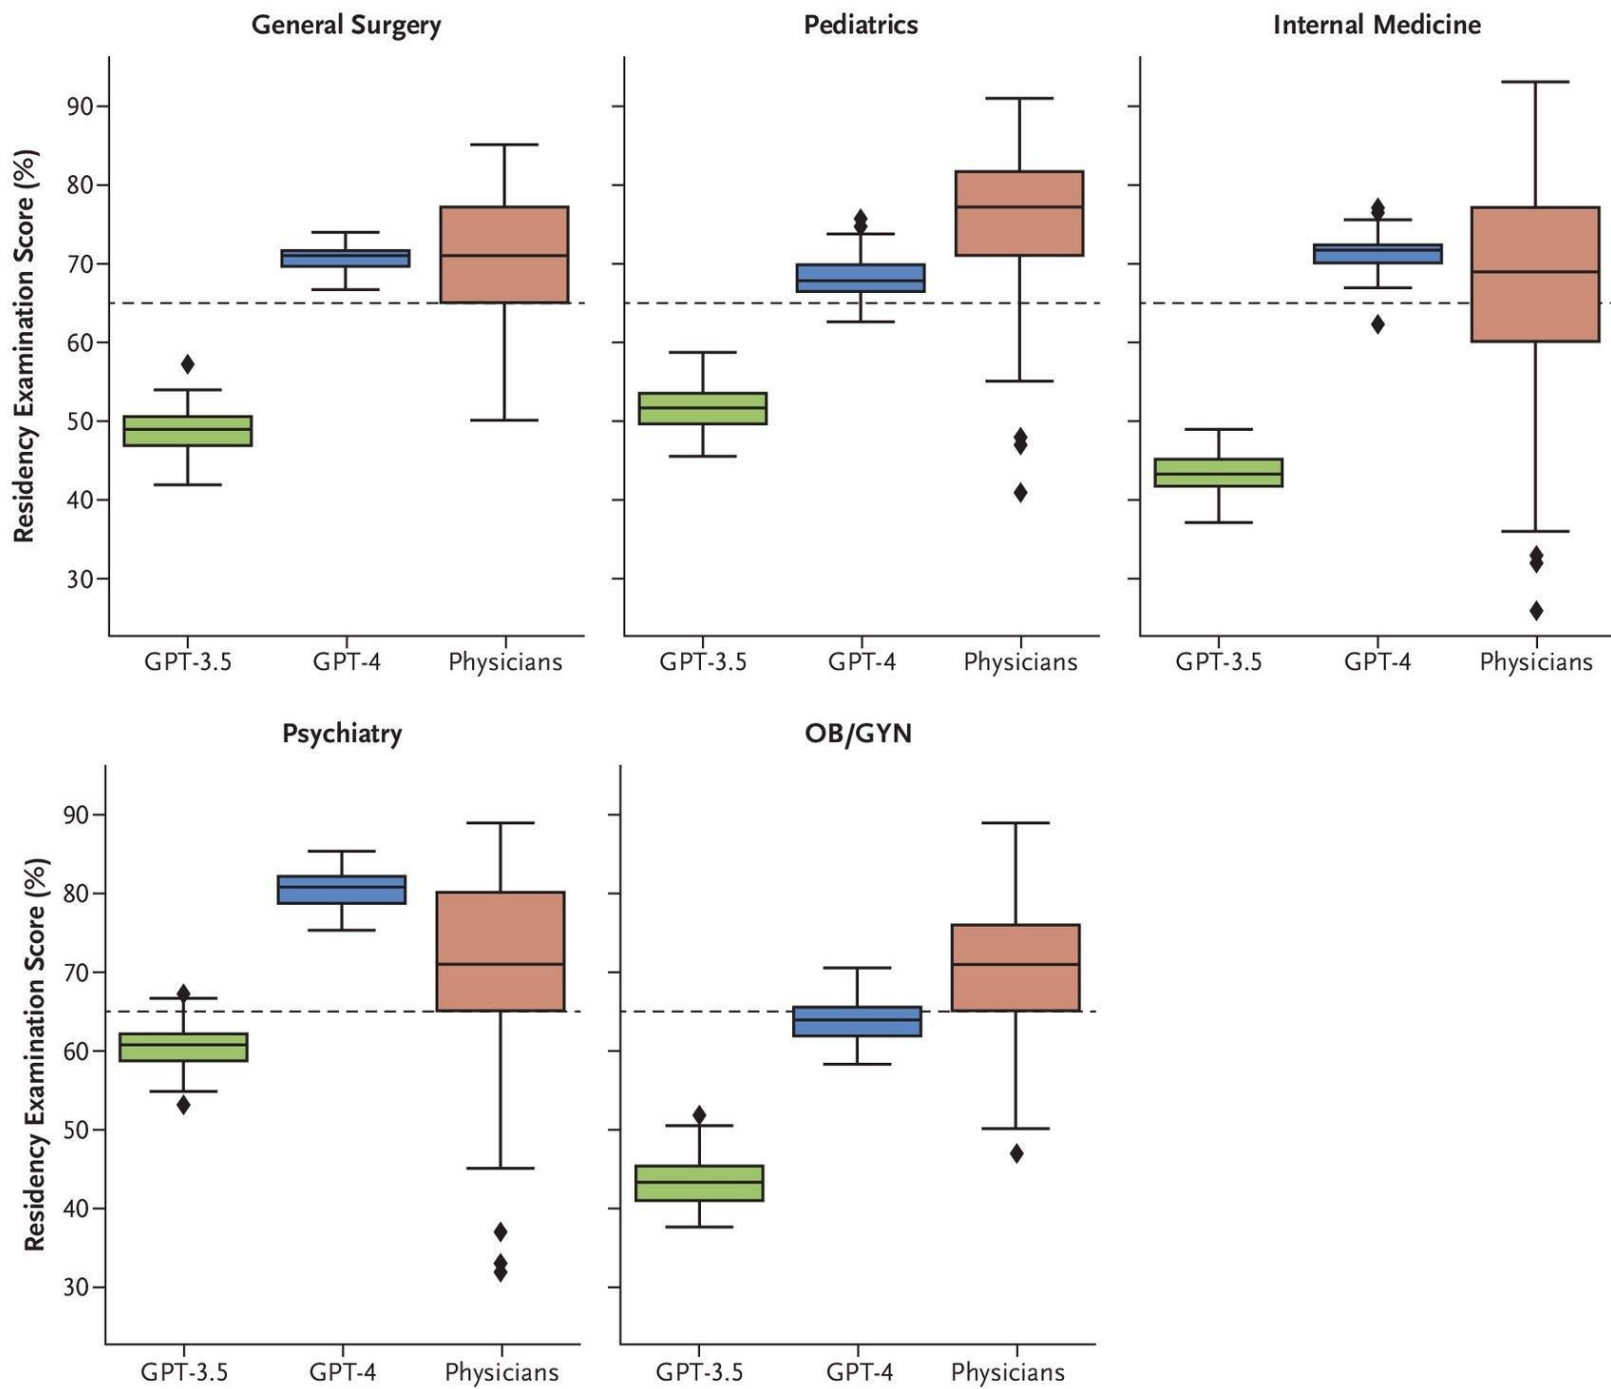 General Surgery
Pediatrics
Internal Medicine
Residency Examination Score (%)
90
80
70
60
50
40
30
GPT-3.5
GPT-4
Physicians
GPT-3.5
GPT-4
Physicians
GPT-3.5
GPT-4
Physicians
Psychiatry
OB/GYN
Residency Examination Score (%)
90
80
70
60
50
40
30
GPT-3.5
GPT-4
Physicians
GPT-3.5
GPT-4
Physicians